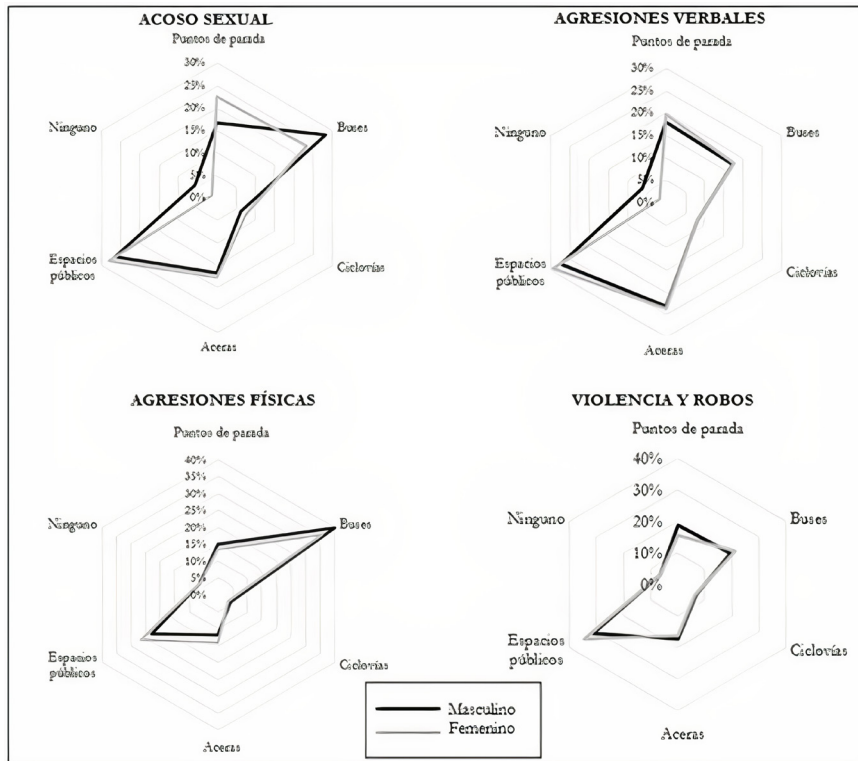 ACOSO SEXUAL
Puntos de parada
30%
25%
20%
15%
10%
5%
0%
Buses
Ciclovías
Aceras
Espacios
públicos
Ninguno
AGRESIONES VERBALES
Puntos de parada
30%
25%
20%
15%
10%
5%
0%
Buses
Ciclovías
Aceras
Espacios
públicos
Ninguno
AGRESIONES FÍSICAS
Puntos de parada
40%
35%
30%
25%
20%
15%
10%
5%
0%
Buses
Ciclovías
Aceras
Espacios
públicos
Ninguno
VIOLENCIA Y ROBOS
Puntos de parada
40%
30%
20%
10%
0%
Buses
Ciclovías
Aceras
Espacios
públicos
Ninguno
Masculino
Femenino